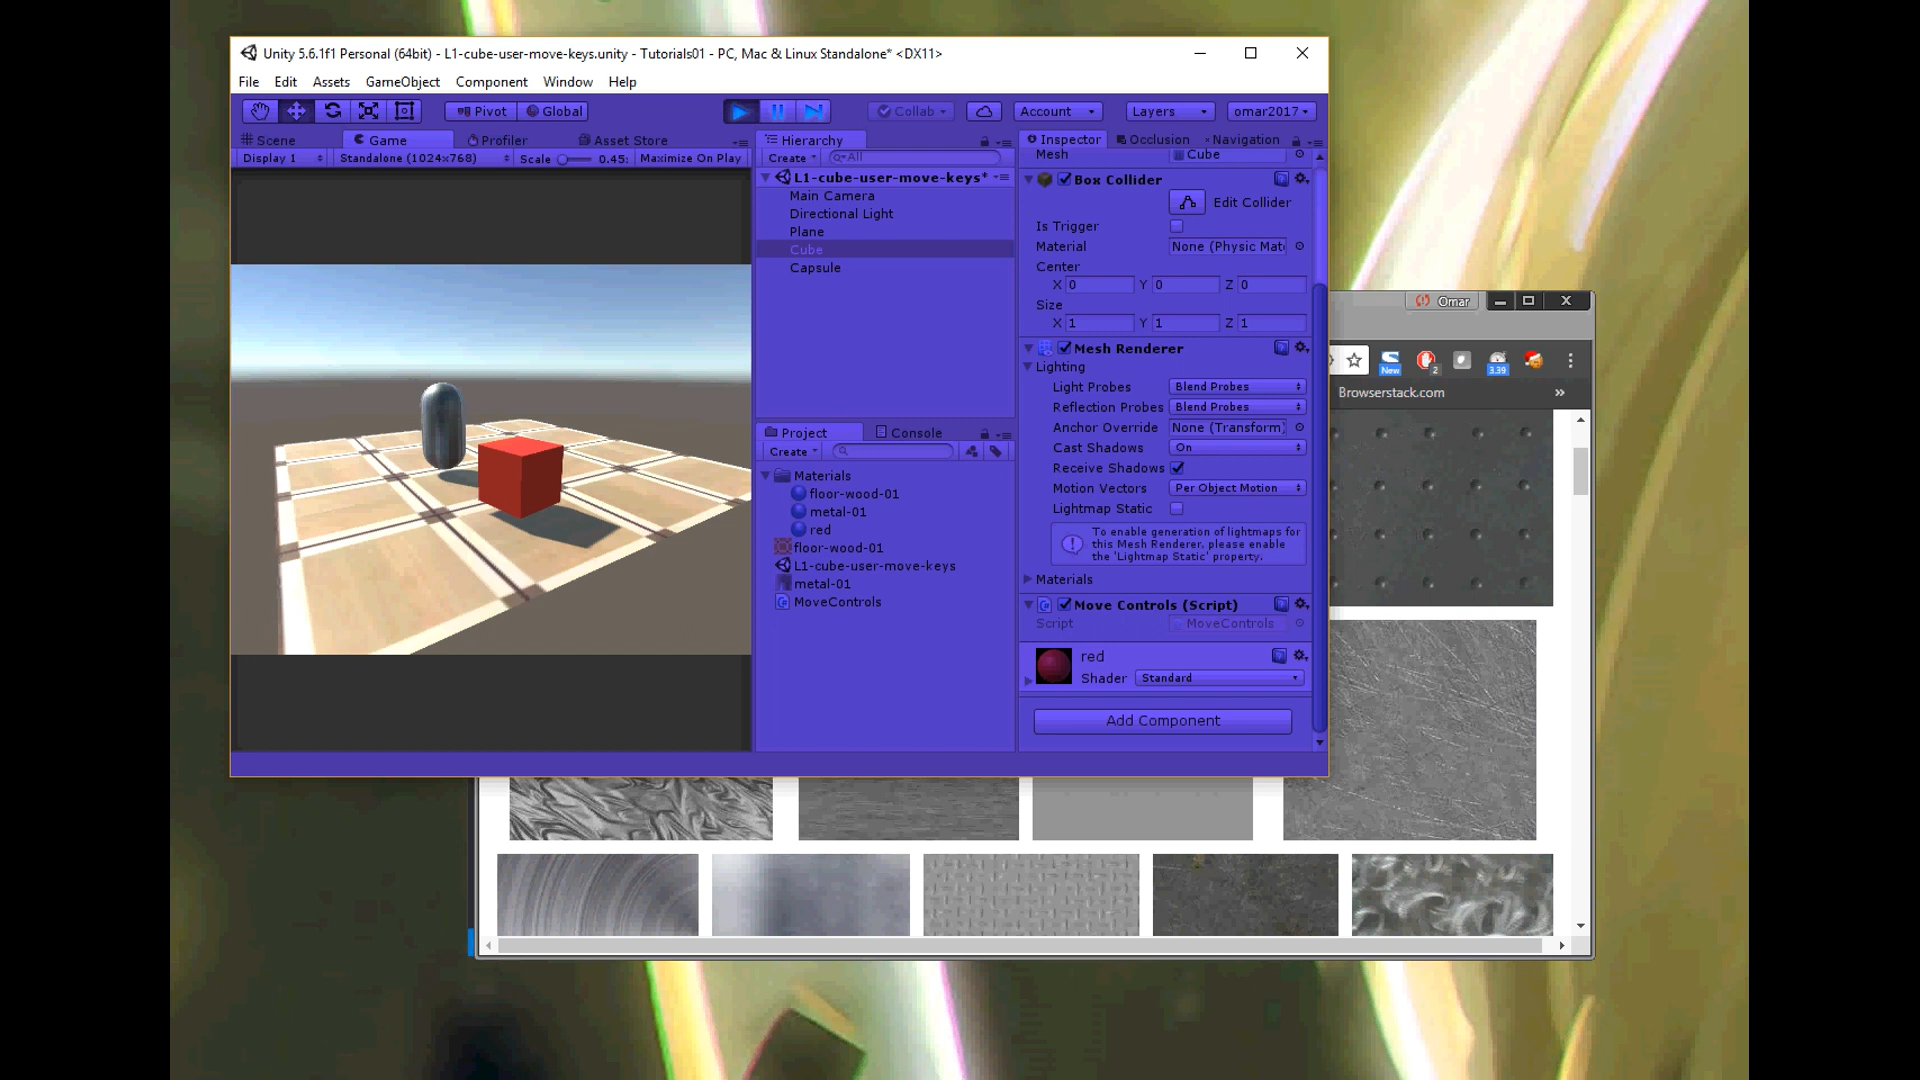 Unity 5.6.1f1 Personal (64bit) - L1-cube-user-move-keys.unity - Tutorials01 - PC, Mac & Linux Standalone* <DX11>
File Edit Assets GameObject Component Window Help
Pivot Global Collab Account Layers omar2017
Scene Game Profiler Asset Store
Display 1 Standalone (1024x768) Scale 0.45: Maximize On Play
Hierarchy
Create All
L1-cube-user-move-keys*
Main Camera
Directional Light
Plane
Cube
Capsule
Project Console
Create
Materials
floor-wood-01
metal-01
red
floor-wood-01
L1-cube-user-move-keys
metal-01
MoveControls
Inspector Occlusion Navigation
Mesh Cube
Box Collider
Edit Collider
Is Trigger
Material None (Physic Mat
Center
X 0 Y 0 Z 0
Size
X 1 Y 1 Z 1
Mesh Renderer
Lighting
Light Probes Blend Probes
Reflection Probes Blend Probes
Anchor Override None (Transform)
Cast Shadows On
Receive Shadows
Motion Vectors Per Object Motion
Lightmap Static
To enable generation of lightmaps for
this Mesh Renderer, please enable
the 'Lightmap Static' property.
Materials
Move Controls (Script)
Script MoveControls
red
Shader Standard
Add Component
Omar
New 2 3.39
Browserstack.com